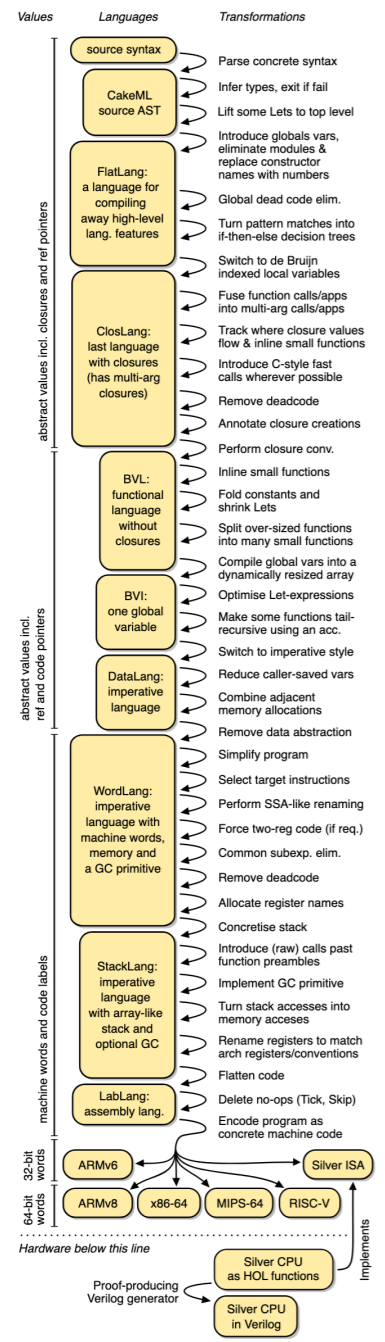 Values
Languages
Transformations
source syntax
Parse concrete syntax
CakeML
source AST
Infer types, exit if fail
Lift some Lets to top level
Introduce globals vars,
eliminate modules &
replace constructor
names with numbers
FlatLang:
a language for
compiling
away high-level
lang. features
Global dead code elim.
Turn pattern matches into
if-then-else decision trees
Switch to de Bruijn
indexed local variables
ClosLang:
last language
with closures
(has multi-arg
closures)
Fuse function calls/apps
into multi-arg calls/apps
Track where closure values
flow & inline small functions
Introduce C-style fast
calls wherever possible
Remove deadcode
Annotate closure creations
Perform closure conv.
abstract values incl. closures and ref pointers
BVL:
functional
language
without
closures
Inline small functions
Fold constants and
shrink Lets
Split over-sized functions
into many small functions
Compile global vars into a
dynamically resized array
BVI:
one global
variable
Optimise Let-expressions
Make some functions tail-
recursive using an acc.
Switch to imperative style
DataLang:
imperative
language
Reduce caller-saved vars
Combine adjacent
memory allocations
Remove data abstraction
abstract values incl.
ref and code pointers
WordLang:
imperative
language with
machine words,
memory and
a GC primitive
Simplify program
Select target instructions
Perform SSA-like renaming
Force two-reg code (if req.)
Common subexp. elim.
Remove deadcode
Allocate register names
Concretise stack
StackLang:
imperative
language
with array-like
stack and
optional GC
Introduce (raw) calls past
function preambles
Implement GC primitive
Turn stack accesses into
memory acceses
Rename registers to match
arch registers/conventions
Flatten code
LabLang:
assembly lang.
Delete no-ops (Tick, Skip)
Encode program as
concrete machine code
machine words and code labels
32-bit
words
ARMv6
Silver ISA
64-bit
words
ARMv8
x86-64
MIPS-64
RISC-V
Hardware below this line
Implements
Silver CPU
as HOL functions
Proof-producing
Verilog generator
Silver CPU
in Verilog